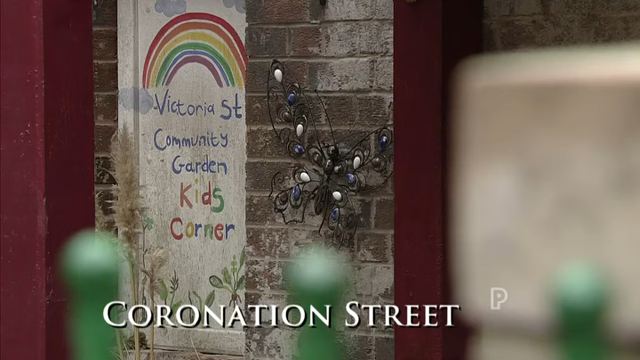 Victoria St
Community
Garden
Kids
Corner
CORONATION STREET
P